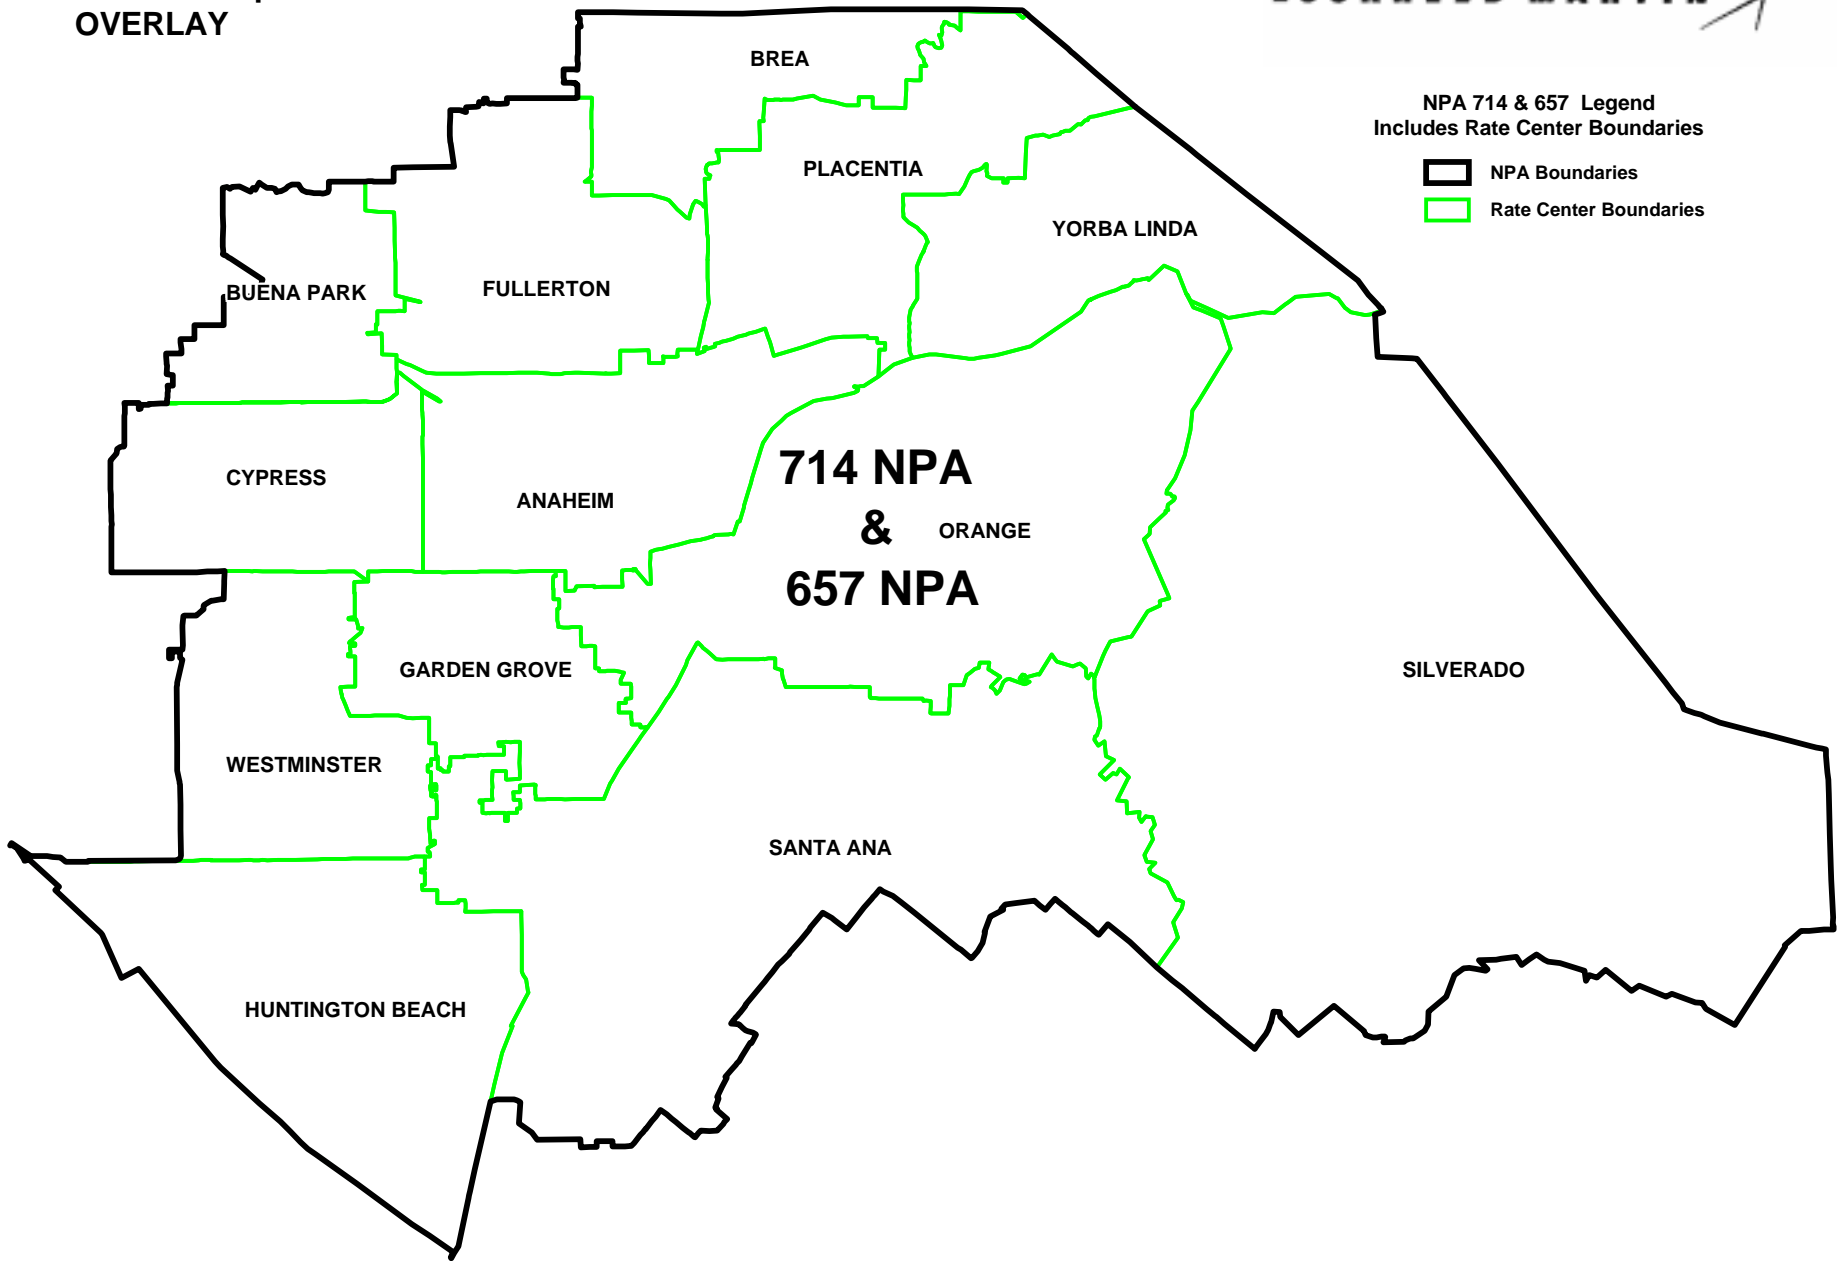 OVERLAY
NPA 714 & 657 Legend
Includes Rate Center Boundaries
NPA Boundaries
Rate Center Boundaries
BREA
PLACENTIA
YORBA LINDA
BUENA PARK
FULLERTON
CYPRESS
ANAHEIM
714 NPA
&
657 NPA
ORANGE
GARDEN GROVE
SILVERADO
WESTMINSTER
SANTA ANA
HUNTINGTON BEACH